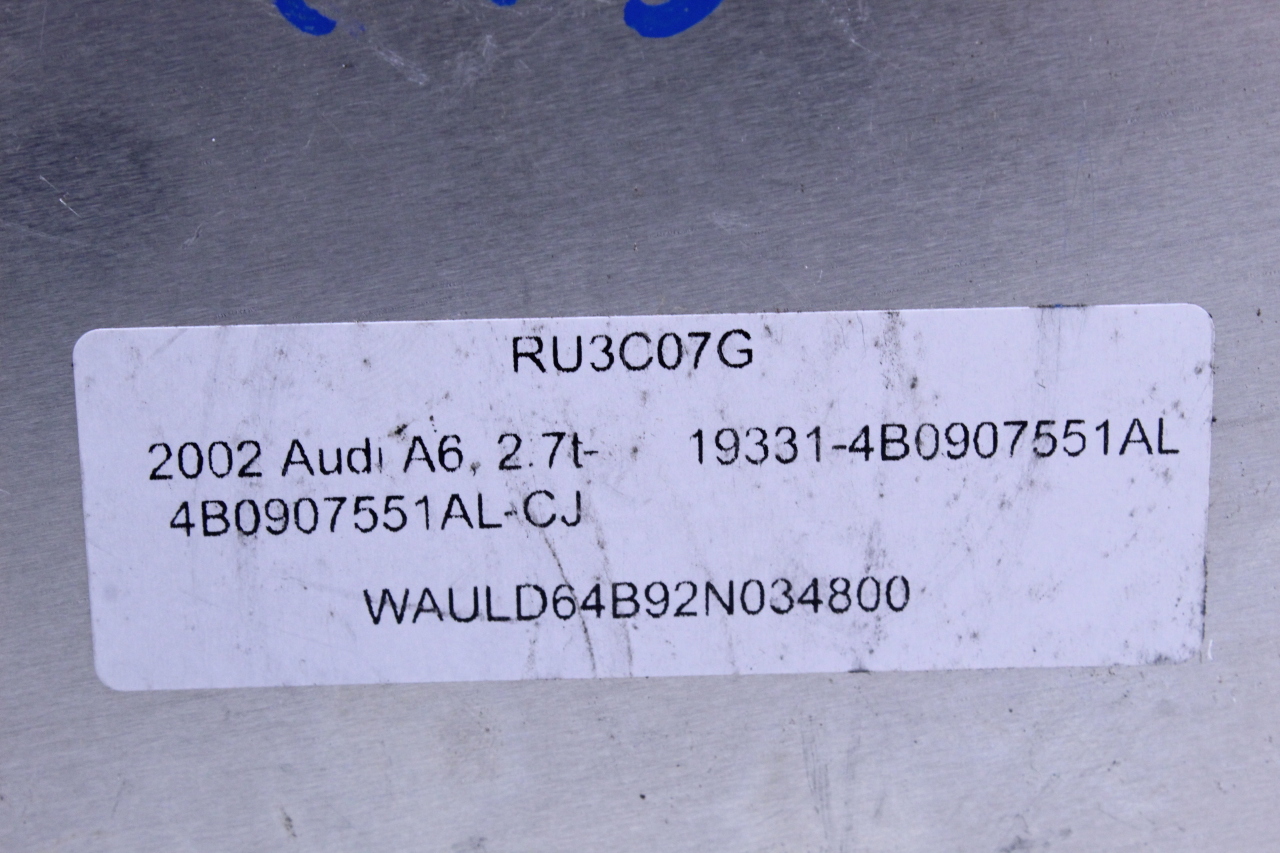 RU3C07G
2002 Audi A6, 2.7t- 19331-4B0907551AL
4B0907551AL-CJ
WAULD64B92N034800